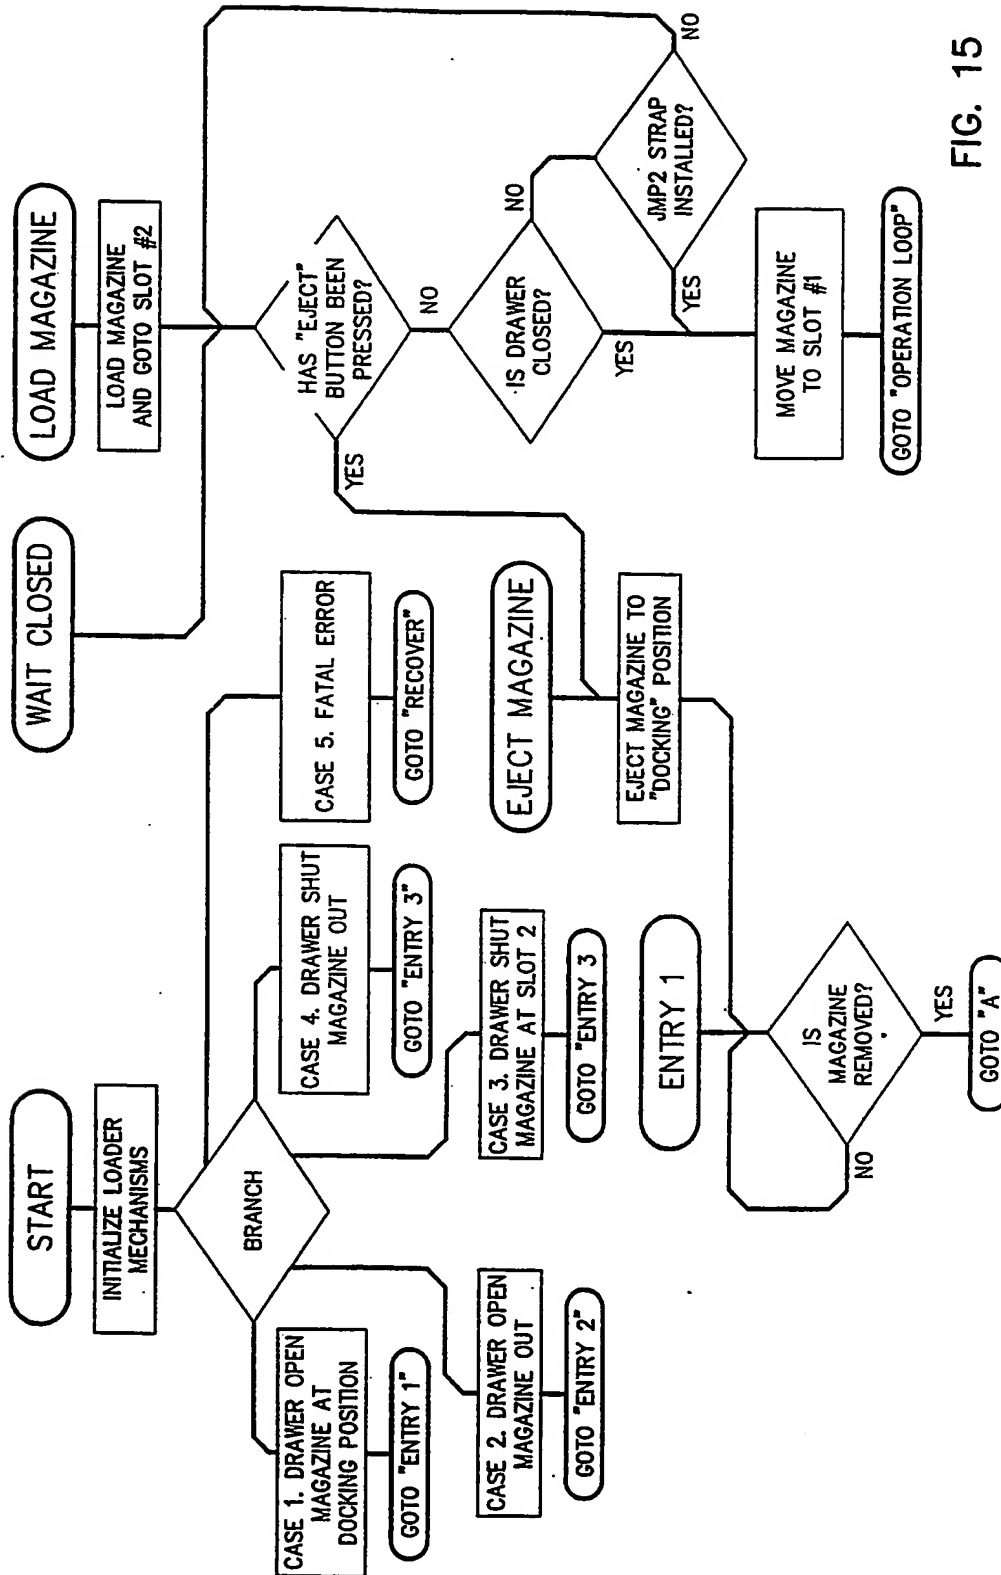 START
INITIALIZE LOADER
MECHANISMS
BRANCH
CASE 1. DRAWER OPEN
MAGAZINE AT
DOCKING POSITION
GOTO "ENTRY 1"
CASE 2. DRAWER OPEN
MAGAZINE OUT
GOTO "ENTRY 2"
CASE 3. DRAWER SHUT
MAGAZINE AT SLOT 2
GOTO "ENTRY 3
CASE 4. DRAWER SHUT
MAGAZINE OUT
GOTO "ENTRY 3"
CASE 5. FATAL ERROR
GOTO "RECOVER"
ENTRY 1
IS
MAGAZINE
REMOVED?
NO
YES
GOTO "A"
EJECT MAGAZINE
EJECT MAGAZINE TO
"DOCKING" POSITION
WAIT CLOSED
LOAD MAGAZINE
LOAD MAGAZINE
AND GOTO SLOT #2
HAS "EJECT"
BUTTON BEEN
PRESSED?
YES
NO
IS DRAWER
CLOSED?
NO
YES
JMP2 STRAP
INSTALLED?
NO
YES
MOVE MAGAZINE
TO SLOT #1
GOTO "OPERATION LOOP"
FIG. 15